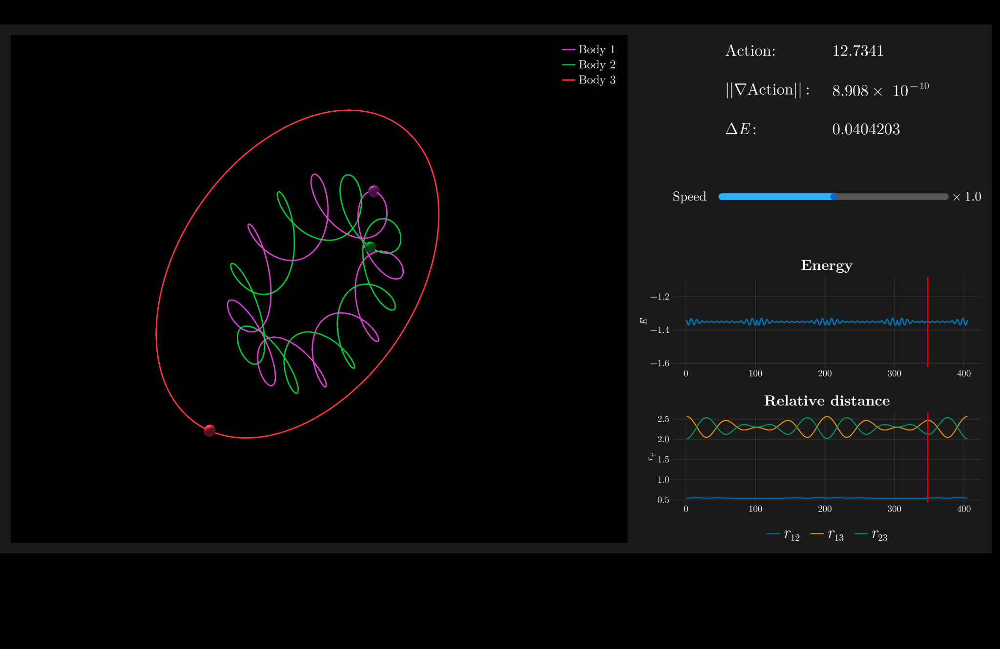 Body 1
Body 2
Body 3
Action: 12.7341
||∇Action||: 8.908 × 10⁻¹⁰
ΔE: 0.0404203
Speed × 1.0
Energy
−1.2
−1.4
−1.6
E
0 100 200 300 400
Relative distance
2.5
2.0
1.5
1.0
0.5
rᵢⱼ
0 100 200 300 400
r₁₂ r₁₃ r₂₃